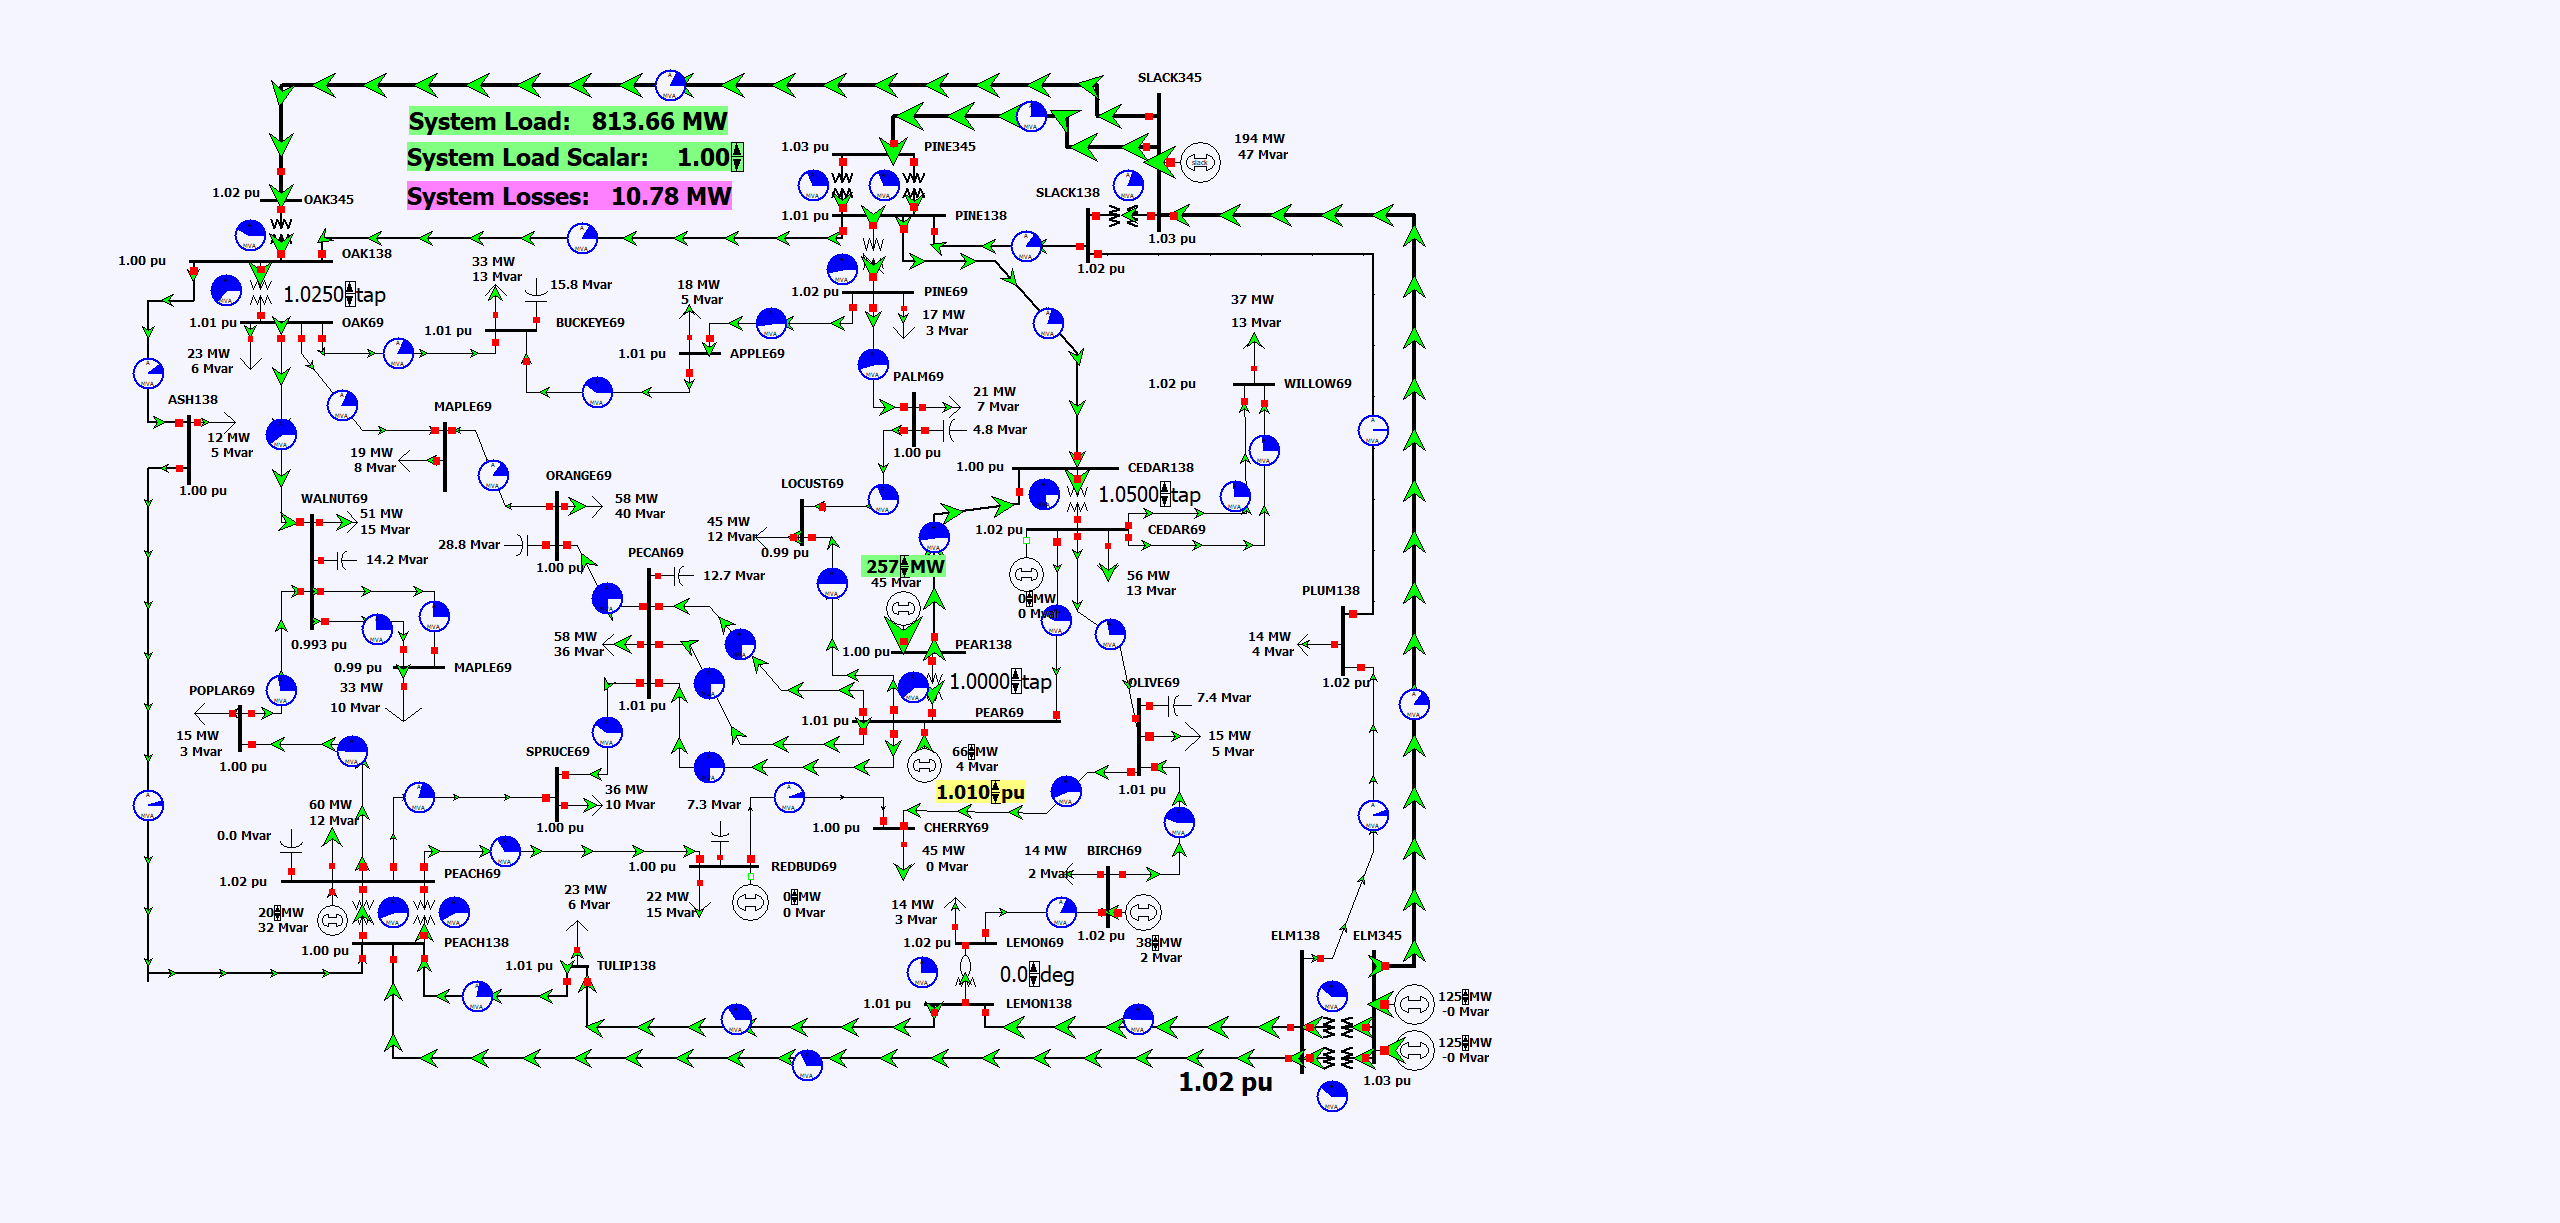 SLACK345
System Load: 813.66 MW
System Load Scalar: 1.00
System Losses: 10.78 MW
194 MW
47 Mvar
slack
1.03 pu
PINE345
SLACK138
1.02 pu
OAK345
1.01 pu
PINE138
1.03 pu
1.02 pu
1.00 pu
OAK138
33 MW
13 Mvar
15.8 Mvar
18 MW
5 Mvar
1.02 pu
PINE69
17 MW
3 Mvar
37 MW
13 Mvar
1.0250 tap
1.01 pu
OAK69
1.01 pu
BUCKEYE69
23 MW
6 Mvar
1.01 pu
APPLE69
PALM69
21 MW
7 Mvar
4.8 Mvar
1.00 pu
1.02 pu
WILLOW69
ASH138
12 MW
5 Mvar
1.00 pu
MAPLE69
19 MW
8 Mvar
ORANGE69
58 MW
40 Mvar
28.8 Mvar
1.00 pu
WALNUT69
51 MW
15 Mvar
14.2 Mvar
0.993 pu
LOCUST69
45 MW
12 Mvar
0.99 pu
1.00 pu
CEDAR138
1.0500 tap
1.02 pu
CEDAR69
0 MW
0 Mvar
56 MW
13 Mvar
PECAN69
12.7 Mvar
58 MW
36 Mvar
1.01 pu
257 MW
45 Mvar
1.00 pu
PEAR138
1.0000 tap
1.01 pu
PEAR69
66 MW
4 Mvar
1.010 pu
PLUM138
14 MW
4 Mvar
1.02 pu
0.99 pu
MAPLE69
33 MW
10 Mvar
POPLAR69
15 MW
3 Mvar
1.00 pu
OLIVE69
7.4 Mvar
15 MW
5 Mvar
1.01 pu
SPRUCE69
36 MW
10 Mvar
1.00 pu
60 MW
12 Mvar
0.0 Mvar
1.02 pu
PEACH69
20 MW
32 Mvar
1.00 pu
PEACH138
7.3 Mvar
1.00 pu
REDBUD69
22 MW
15 Mvar
0 MW
0 Mvar
1.00 pu
CHERRY69
45 MW
0 Mvar
14 MW
2 Mvar
BIRCH69
1.02 pu
38 MW
2 Mvar
23 MW
6 Mvar
1.01 pu
TULIP138
14 MW
3 Mvar
1.02 pu
LEMON69
0.0 deg
1.01 pu
LEMON138
ELM138
ELM345
125 MW
-0 Mvar
125 MW
-0 Mvar
1.03 pu
1.02 pu